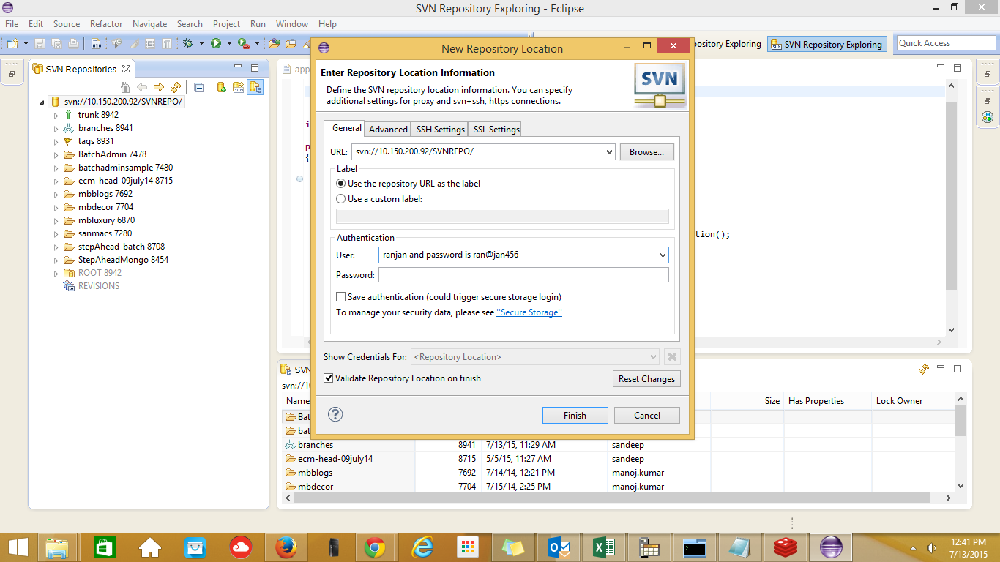 SVN Repository Exploring - Eclipse
File Edit Source Refactor Navigate Search Project Run Window Help
pository Exploring SVN Repository Exploring Quick Access
SVN Repositories
svn://10.150.200.92/SVNREPO/
trunk 8942
branches 8941
tags 8931
BatchAdmin 7478
batchadminsample 7480
ecm-head-09july14 8715
mbblogs 7692
mbdecor 7704
mbluxury 6870
sanmacs 7280
stepAhead-batch 8708
StepAheadMongo 8454
ROOT 8942
REVISIONS
app
New Repository Location
Enter Repository Location Information
Define the SVN repository location information. You can specify
additional settings for proxy and svn+ssh, https connections.
SVN
General Advanced SSH Settings SSL Settings
URL: svn://10.150.200.92/SVNREPO/ Browse...
Label
Use the repository URL as the label
Use a custom label:
Authentication
User: ranjan and password is ran@jan456
Password:
Save authentication (could trigger secure storage login)
To manage your security data, please see "Secure Storage"
Show Credentials For: <Repository Location>
Validate Repository Location on finish Reset Changes
Finish Cancel
tion();
SVN
svn://10
Name Size Has Properties Lock Owner
Bat
bat
branches 8941 7/13/15, 11:29 AM sandeep
ecm-head-09july14 8715 5/5/15, 11:27 AM sandeep
mbblogs 7692 7/14/14, 12:21 PM manoj.kumar
mbdecor 7704 7/15/14, 2:25 PM manoj.kumar
12:41 PM
7/13/2015